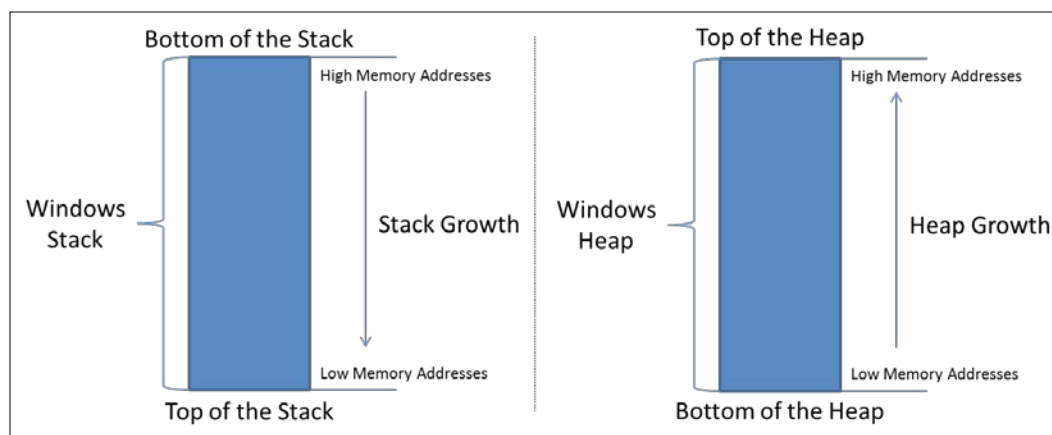 Bottom of the Stack
High Memory Addresses
Windows
Stack
Stack Growth
Low Memory Addresses
Top of the Stack
Top of the Heap
High Memory Addresses
Windows
Heap
Heap Growth
Low Memory Addresses
Bottom of the Heap